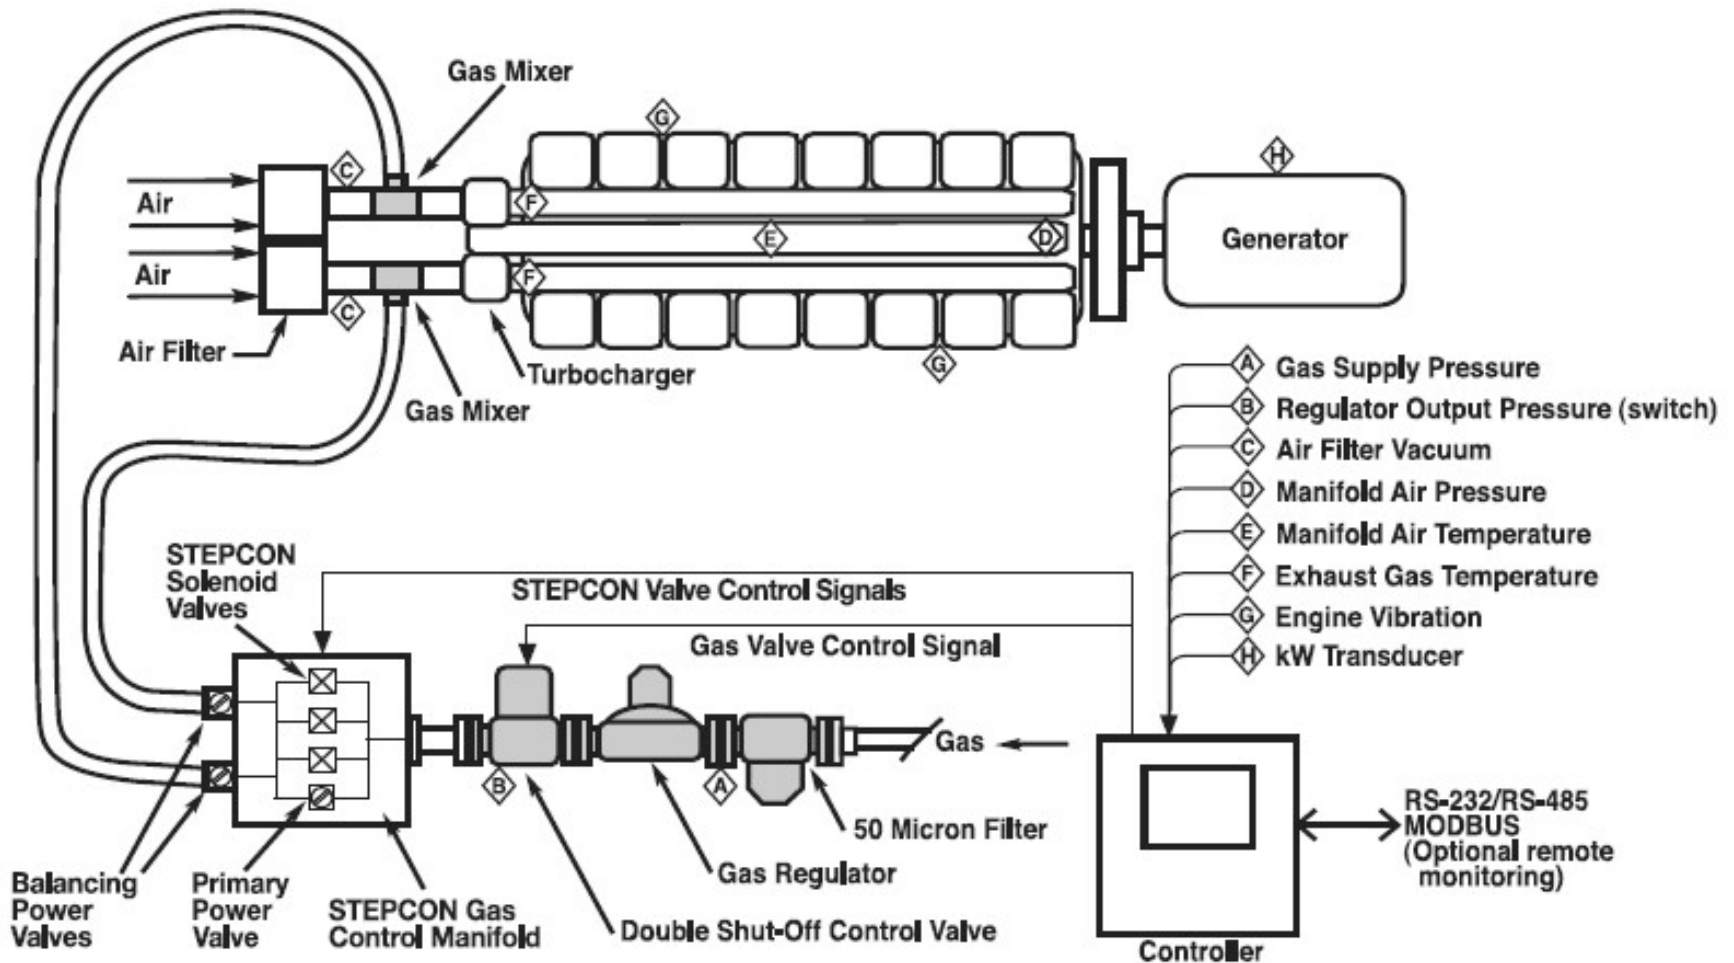 Gas Mixer
G
H
C
Air
F
E
D
Generator
Air
F
C
Air Filter
Turbocharger
Gas Mixer
G
A Gas Supply Pressure
B Regulator Output Pressure (switch)
C Air Filter Vacuum
D Manifold Air Pressure
E Manifold Air Temperature
F Exhaust Gas Temperature
G Engine Vibration
H kW Transducer
STEPCON
Solenoid
Valves
STEPCON Valve Control Signals
Gas Valve Control Signal
Gas
B
A
50 Micron Filter
Gas Regulator
Double Shut-Off Control Valve
Balancing
Power
Valves
Primary
Power
Valve
STEPCON Gas
Control Manifold
RS-232/RS-485
MODBUS
(Optional remote
monitoring)
Controller